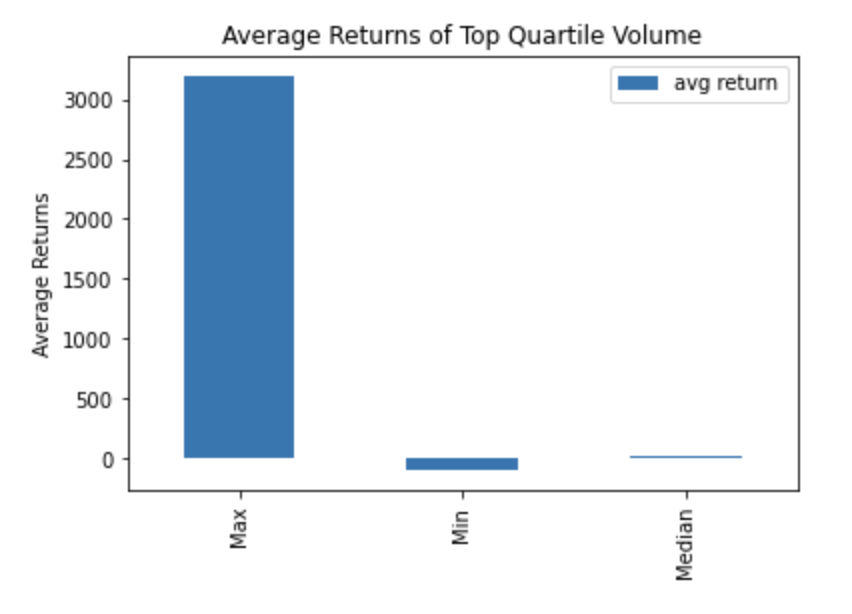 Average Returns of Top Quartile Volume
avg return
Average Returns
3000
2500
2000
1500
1000
500
0
Max
Min
Median